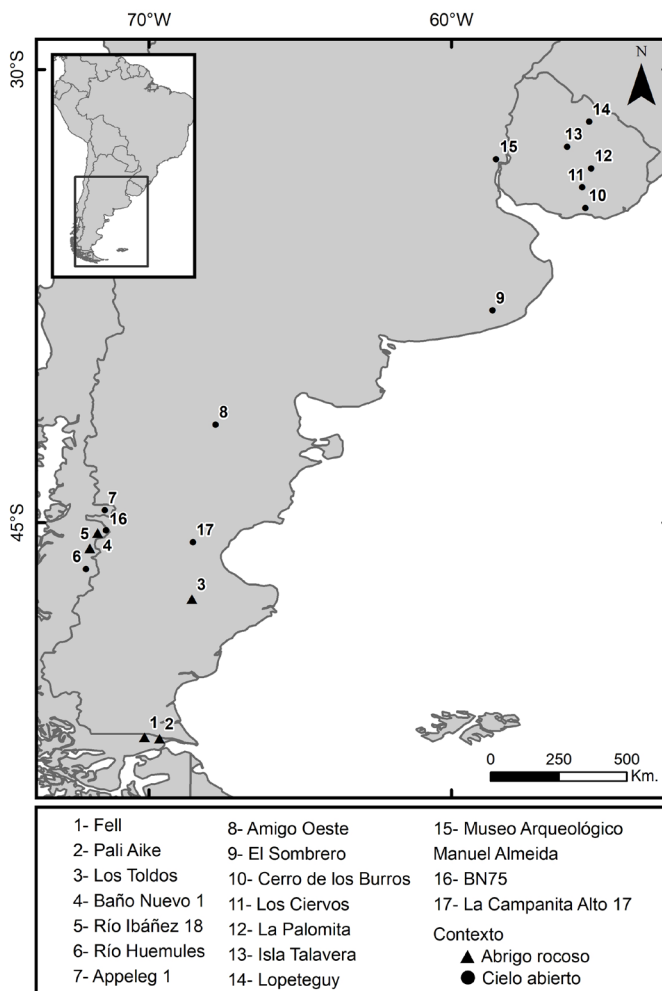 70°W
60°W
30°S
N
14
13
15
12
11
10
9
8
7
16
5
4
17
6
3
45°S
1
2
0
250
500
Km.
1- Fell
2- Pali Aike
3- Los Toldos
4- Baño Nuevo 1
5- Río Ibáñez 18
6- Río Huemules
7- Appeleg 1
8- Amigo Oeste
9- El Sombrero
10- Cerro de los Burros
11- Los Ciervos
12- La Palomita
13- Isla Talavera
14- Lopeteguy
15- Museo Arqueológico
Manuel Almeida
16- BN75
17- La Campanita Alto 17
Contexto
Abrigo rocoso
Cielo abierto